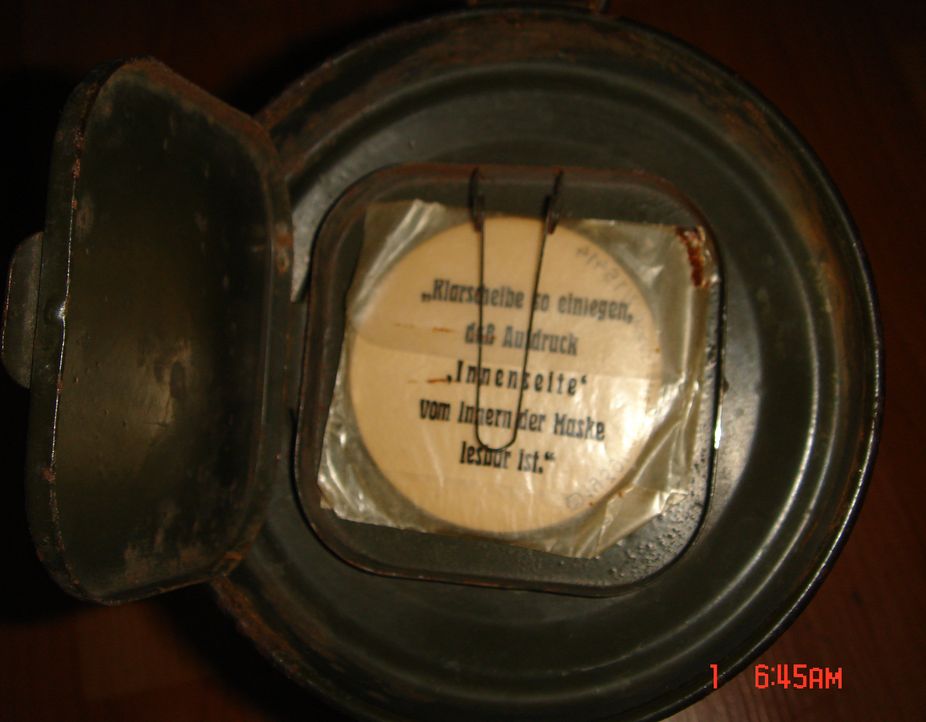 „Klarscheibe so einlegen,
daß Aufdruck
„Innenseite“
vom Innern der Maske
lesbar ist.“
1 6:45AM